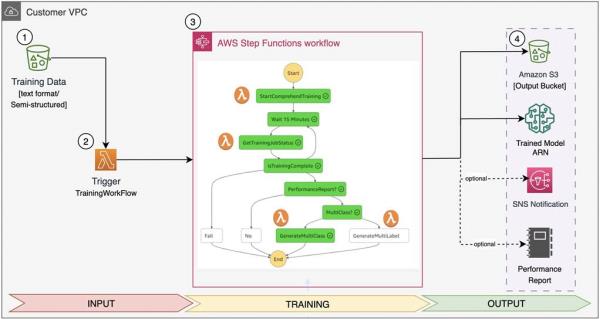 Customer VPC
1
Training Data
[text format/
Semi-structured]
2
Trigger
TrainingWorkFlow
3
AWS Step Functions workflow
Start
StartComprehendTraining
Wait 15 Minutes
GetTrainingJobStatus
isTrainingComplete
PerformanceReport?
MultiClass?
Fail
No
GenerateMultiClass
GenerateMultiLabel
End
4
Amazon S3
[Output Bucket]
Trained Model
ARN
optional
SNS Notification
optional
Performance
Report
INPUT
TRAINING
OUTPUT